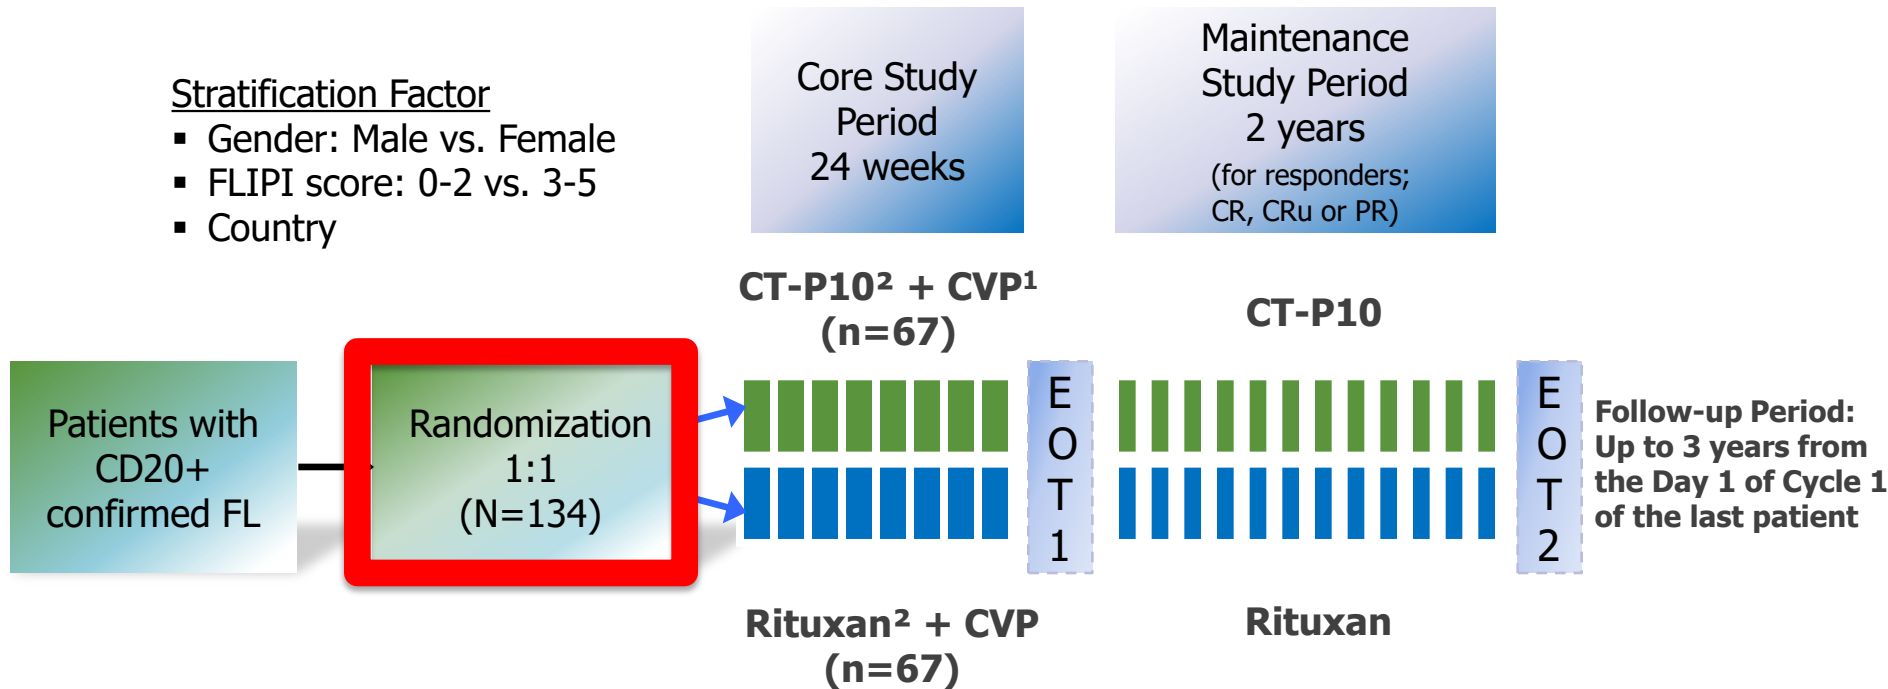 Stratification Factor
▪ Gender: Male vs. Female
▪ FLIPI score: 0-2 vs. 3-5
▪ Country
Core Study
Period
24 weeks
Maintenance
Study Period
2 years
(for responders;
CR, CRu or PR)
CT-P10² + CVP¹
(n=67)
CT-P10
Patients with
CD20+
confirmed FL
Randomization
1:1
(N=134)
E
O
T
1
E
O
T
2
Follow-up Period:
Up to 3 years from
the Day 1 of Cycle 1
of the last patient
Rituxan² + CVP
(n=67)
Rituxan